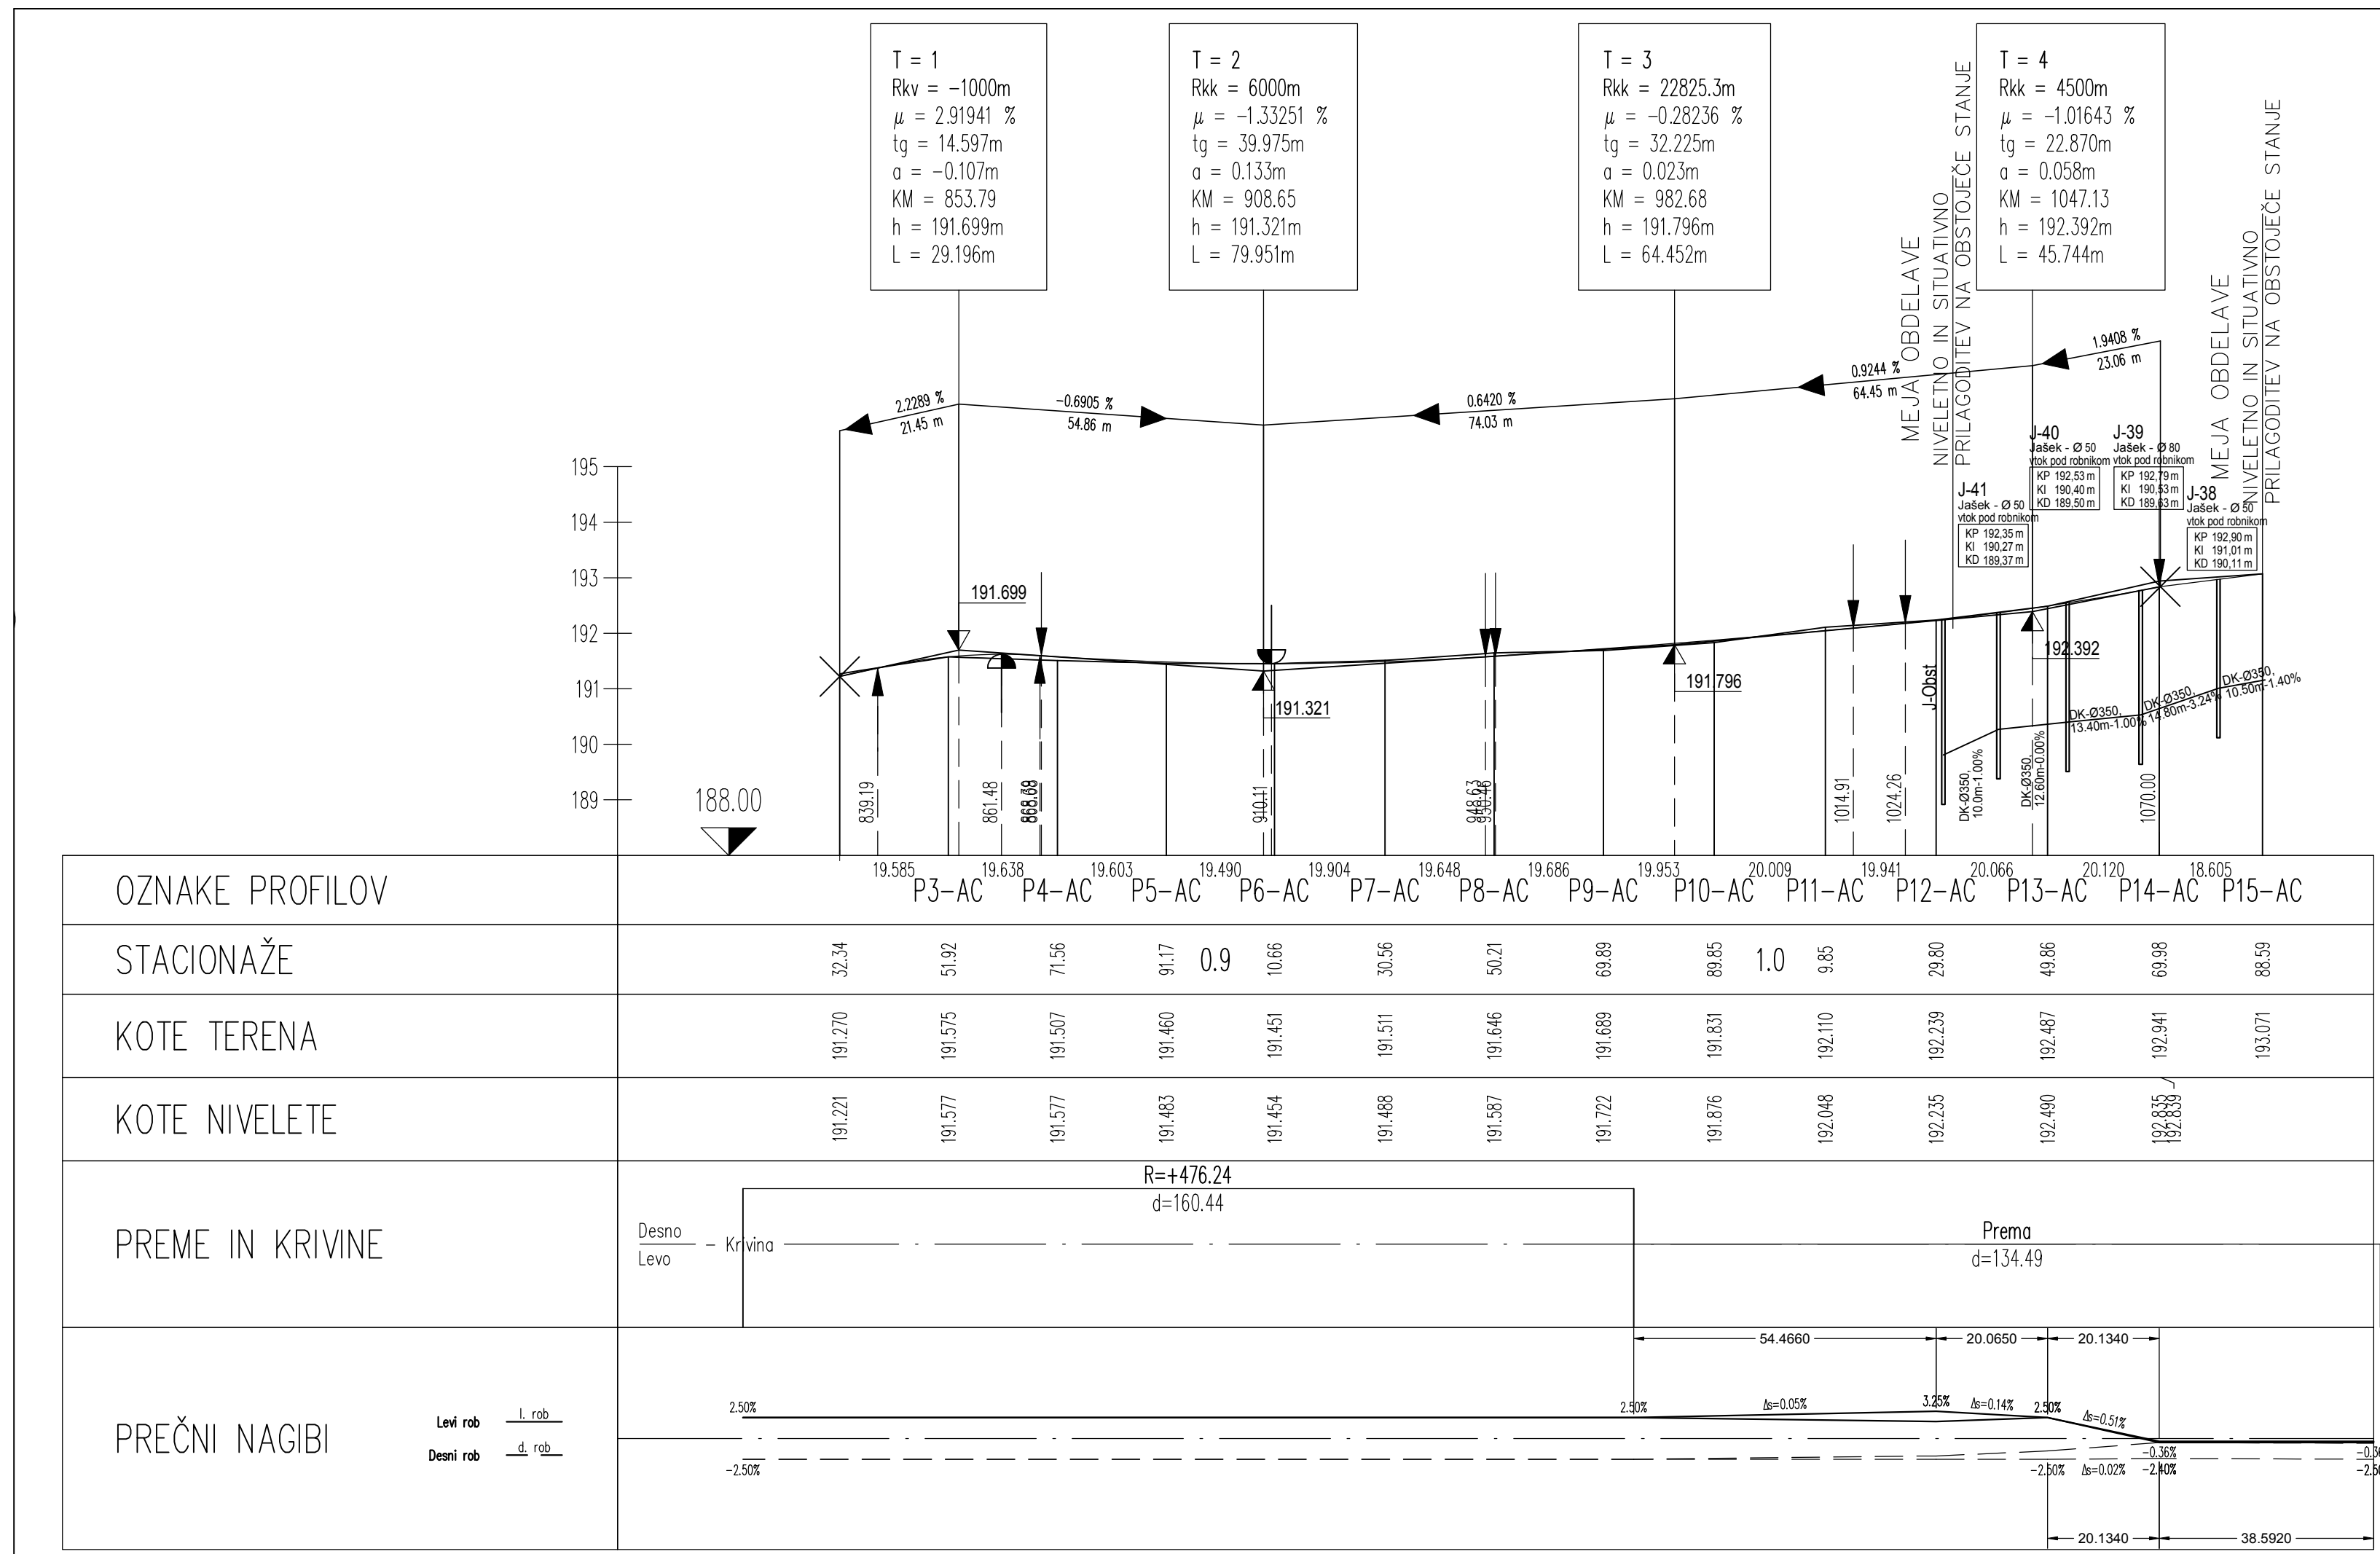 T = 1
Rkv = -1000m
μ = 2.91941 %
tg = 14.597m
a = -0.107m
KM = 853.79
h = 191.699m
L = 29.196m
T = 2
Rkk = 6000m
μ = -1.33251 %
tg = 39.975m
a = 0.133m
KM = 908.65
h = 191.321m
L = 79.951m
T = 3
Rkk = 22825.3m
μ = -0.28236 %
tg = 32.225m
a = 0.023m
KM = 982.68
h = 191.796m
L = 64.452m
T = 4
Rkk = 4500m
μ = -1.01643 %
tg = 22.870m
a = 0.058m
KM = 1047.13
h = 192.392m
L = 45.744m
MEJA OBDELAVE
NIVELETNO IN SITUATIVNO
PRILAGODITEV NA OBSTOJEČE STANJE
MEJA OBDELAVE
NIVELETNO IN SITUATIVNO
PRILAGODITEV NA OBSTOJEČE STANJE
2.2289 %
21.45 m
-0.6905 %
54.86 m
0.6420 %
74.03 m
0.9244 %
64.45 m
1.9408 %
23.06 m
J-41
Jašek - Ø 50
vtok pod robnikom
KP 192,35 m
KI 190,27 m
KD 189,37 m
J-40
Jašek - Ø 50
vtok pod robnikom
KP 192,53 m
KI 190,40 m
KD 189,50 m
J-39
Jašek - Ø 80
vtok pod robnikom
KP 192,79 m
KI 190,53 m
KD 189,63 m
J-38
Jašek - Ø 50
vtok pod robnikom
KP 192,90 m
KI 191,01 m
KD 190,11 m
195
194
193
192
191
190
189
188.00
191.699
191.321
191.796
192.392
J-Obst
DK-Ø350,
10.0m-1.00%
DK-Ø350,
12.60m-0.00%
DK-Ø350,
13.40m-1.00%
DK-Ø350,
14.80m-3.24%
DK-Ø350,
10.50m-1.40%
839.19
861.48
910.11
948.63
950.46
1014.91
1024.26
1070.00
OZNAKE PROFILOV
19.585 19.638 19.603 19.490 19.904 19.648 19.686 19.953 20.009 19.941 20.066 20.120 18.605
P3-AC P4-AC P5-AC P6-AC P7-AC P8-AC P9-AC P10-AC P11-AC P12-AC P13-AC P14-AC P15-AC
STACIONAŽE
32.34 51.92 71.56 91.17 0.9 10.66 30.56 50.21 69.89 89.85 1.0 9.85 29.80 49.86 69.98 88.59
KOTE TERENA
191.270 191.575 191.507 191.460 191.451 191.511 191.646 191.689 191.831 192.110 192.239 192.487 192.941 193.071
KOTE NIVELETE
191.221 191.577 191.577 191.483 191.454 191.488 191.587 191.722 191.876 192.048 192.235 192.490 192.835 192.839
PREME IN KRIVINE
Desno
Levo
- Krivina
R=+476.24
d=160.44
Prema
d=134.49
PREČNI NAGIBI
Levi rob l. rob
Desni rob d. rob
54.4660 20.0650 20.1340
2.50% 2.50% Δs=0.05% 3.25% Δs=0.14% 2.50% Δs=0.51%
-0.36%
-2.50% -2.50% Δs=0.02% -2.40%
20.1340 38.5920